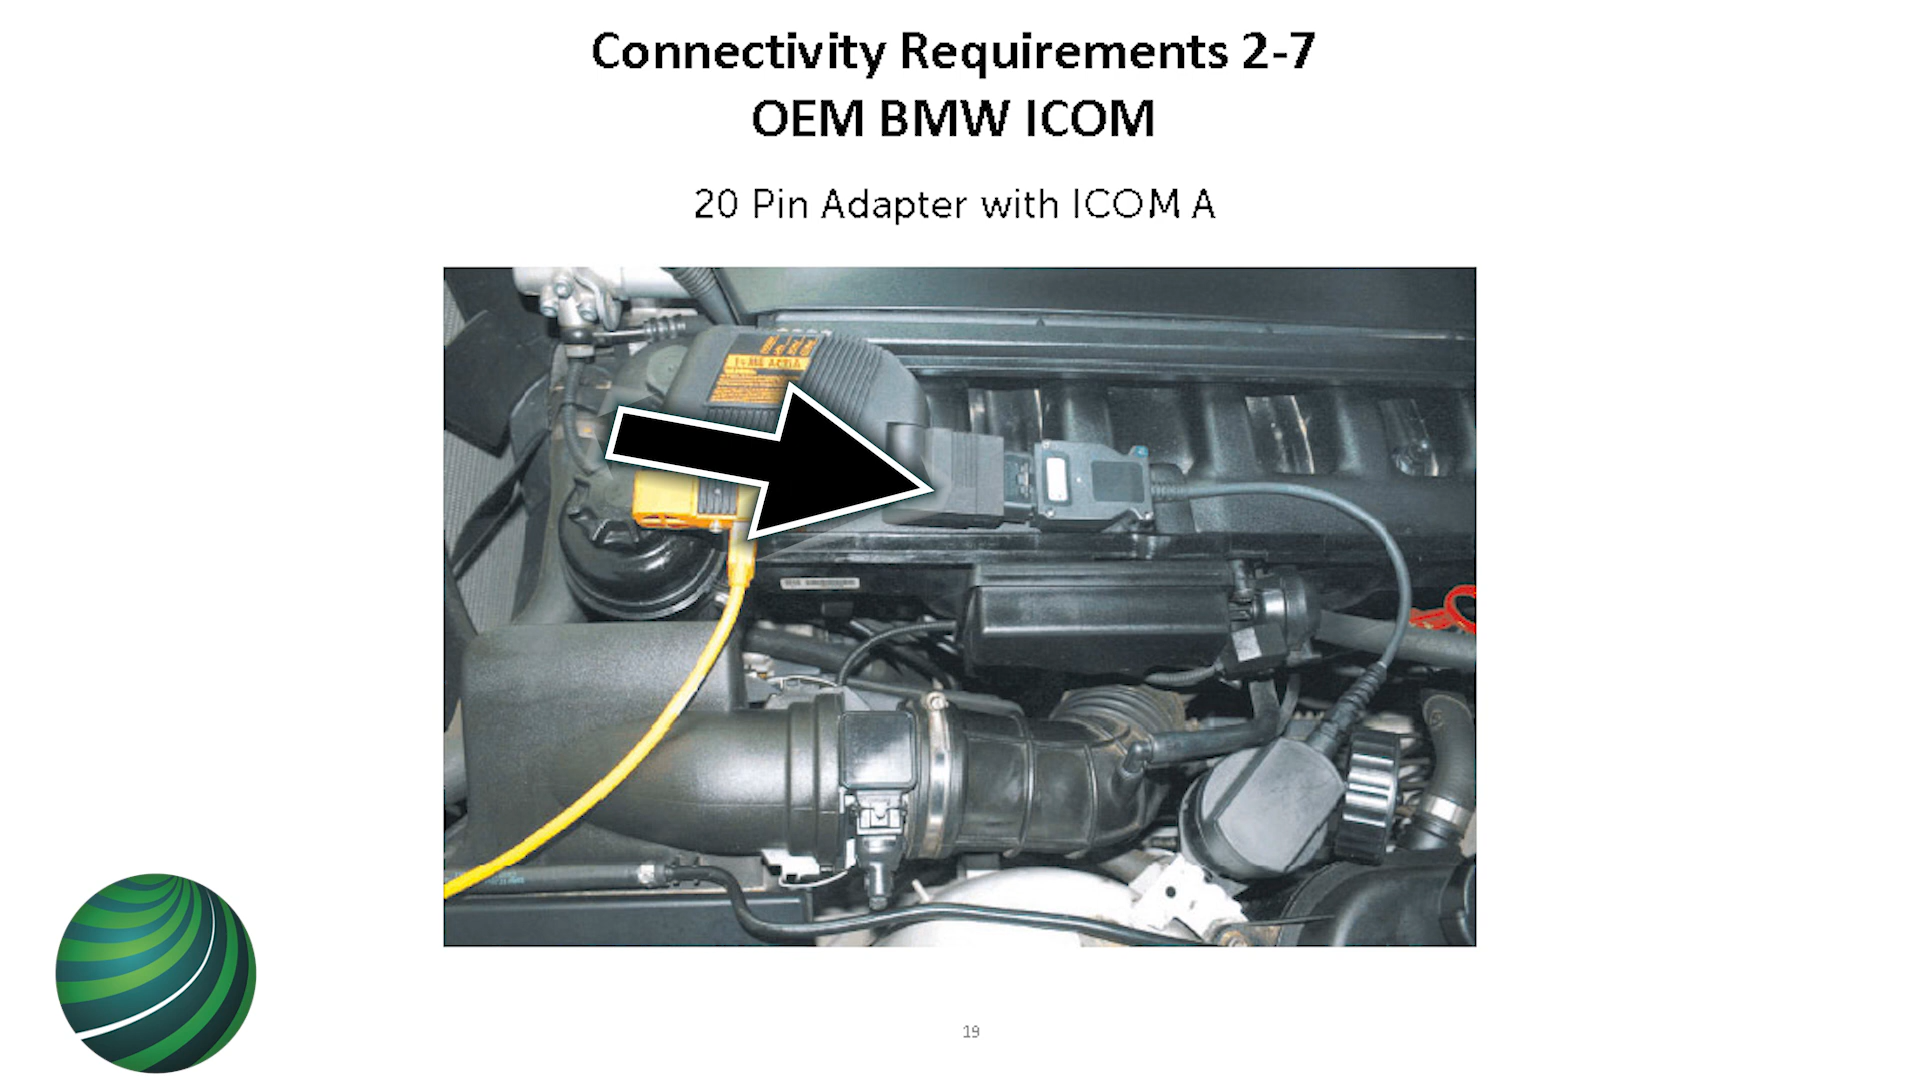 Connectivity Requirements 2-7
OEM BMW ICOM
20 Pin Adapter with ICOM A
19